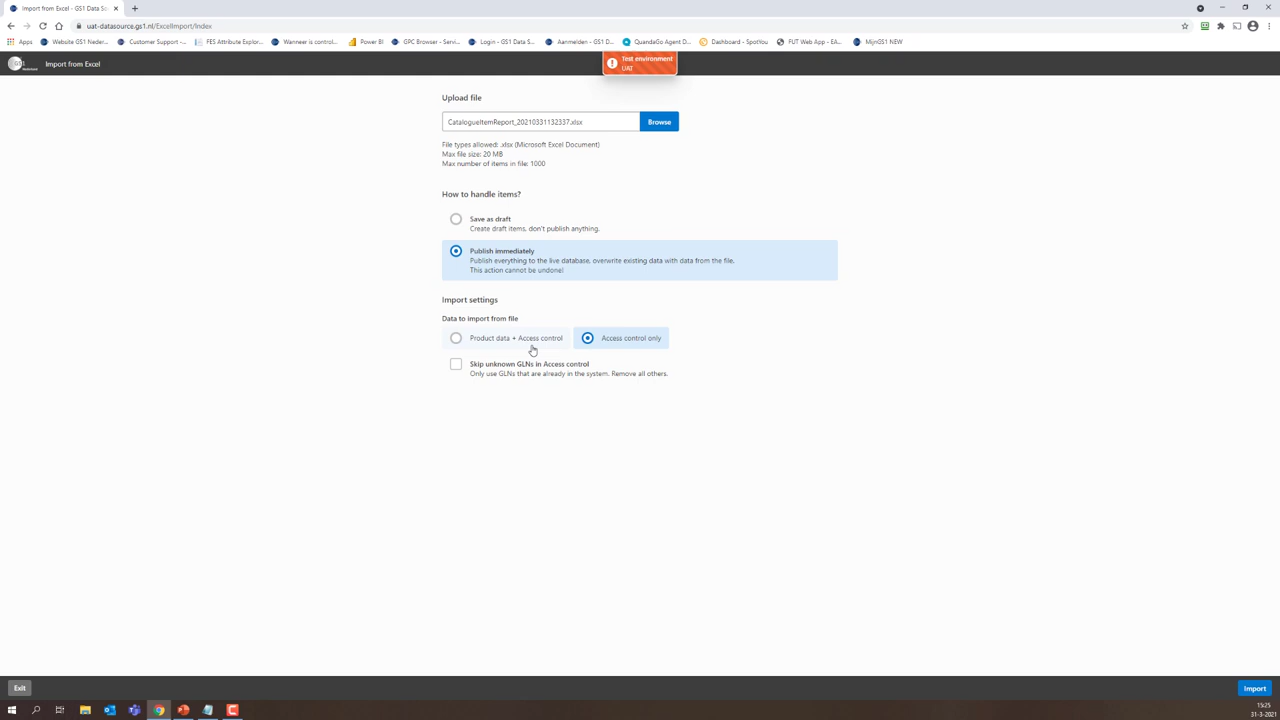 Import from Excel - GS1 Data So
uat-datasource.gs1.nl/ExcelImport/Index
Apps
Website GS1 Neder...
Customer Support -...
FES Attribute Explor...
Wanneer is control...
Power BI
GPC Browser - Servi...
Login - GS1 Data S...
Aanmelden - GS1 D...
QuandaGo Agent D...
Dashboard - SpotYou
FUT Web App - EA...
MijnGS1 NEW
GS1
Import from Excel
Test environment
UAT
Upload file
CatalogueItemReport_20210331132337.xlsx
Browse
File types allowed: .xlsx (Microsoft Excel Document)
Max file size: 20 MB
Max number of items in file: 1000
How to handle items?
Save as draft
Create draft items, don't publish anything.
Publish immediately
Publish everything to the live database, overwrite existing data with data from the file.
This action cannot be undone!
Import settings
Data to import from file
Product data + Access control
Access control only
Skip unknown GLNs in Access control
Only use GLNs that are already in the system. Remove all others.
Exit
Import
15:25
31-3-2021